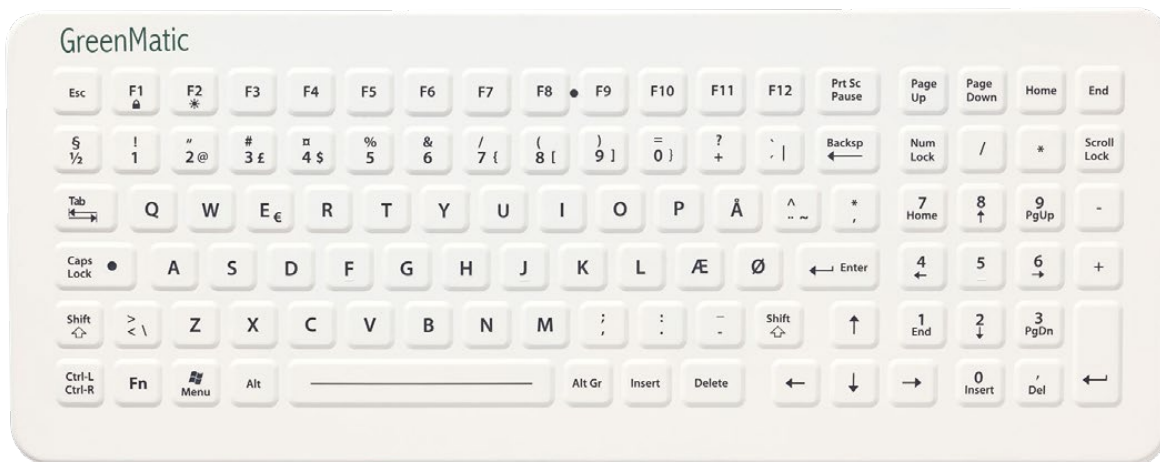 GreenMatic
Esc F1 F2 F3 F4 F5 F6 F7 F8 F9 F10 F11 F12 Prt Sc Pause Page Up Page Down Home End
§ ½ ! 1 " 2 @ # 3 £ ¤ 4 $ % 5 & 6 / 7 { ( 8 [ ) 9 ] = 0 } ? + ` ´ | Backsp Num Lock / * Scroll Lock
Tab Q W E € R T Y U I O P Å ^ ¨ ~ * ' 7 Home 8 ↑ 9 PgUp -
Caps Lock A S D F G H J K L Æ Ø Enter 4 ← 5 6 → +
Shift > < \ Z X C V B N M ; , : . _ - Shift ↑ 1 End 2 ↓ 3 PgDn
Ctrl-L Ctrl-R Fn Menu Alt Alt Gr Insert Delete ← ↓ → 0 Insert , Del